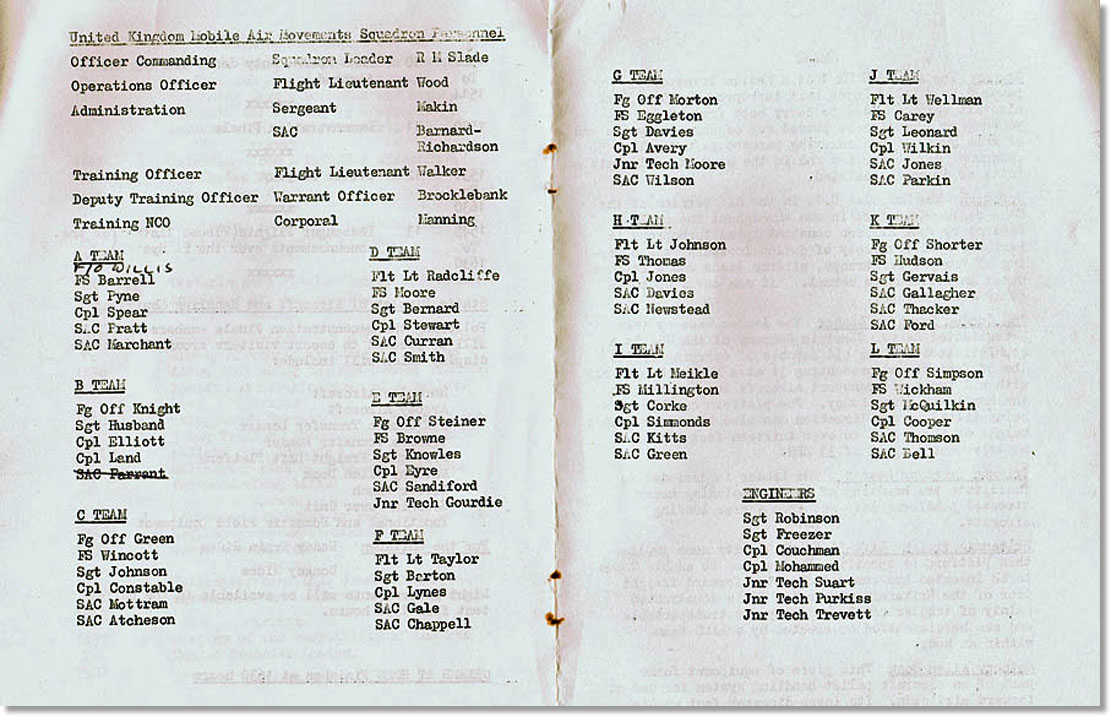 United Kingdom Mobile Air Movements Squadron Personnel
Officer Commanding Squadron Leader R H Slade
Operations Officer Flight Lieutenant Wood
Administration Sergeant Makin
SAC Barnard-
Richardson
Training Officer Flight Lieutenant Walker
Deputy Training Officer Warrant Officer Brocklebank
Training NCO Corporal Manning
A TEAM
F/O WILLIS
FS Barrell
Sgt Pyne
Cpl Spear
SAC Pratt
SAC Marchant
B TEAM
Fg Off Knight
Sgt Husband
Cpl Elliott
Cpl Land
SAC Parrant
C TEAM
Fg Off Green
FS Wincott
Sgt Johnson
Cpl Constable
SAC Mottram
SAC Atcheson
D TEAM
Flt Lt Radcliffe
FS Moore
Sgt Bernard
Cpl Stewart
SAC Curran
SAC Smith
E TEAM
Fg Off Steiner
FS Browne
Sgt Knowles
Cpl Eyre
SAC Sandiford
Jnr Tech Gourdie
F TEAM
Flt Lt Taylor
Sgt Barton
Cpl Lynes
SAC Gale
SAC Chappell
G TEAM
Fg Off Morton
FS Eggleton
Sgt Davies
Cpl Avery
Jnr Tech Moore
SAC Wilson
H TEAM
Flt Lt Johnson
FS Thomas
Cpl Jones
SAC Davies
SAC Newstead
I TEAM
Flt Lt Meikle
FS Millington
Sgt Corke
Cpl Simmonds
SAC Kitts
SAC Green
J TEAM
Flt Lt Wellman
FS Carey
Sgt Leonard
Cpl Wilkin
SAC Jones
SAC Parkin
K TEAM
Fg Off Shorter
FS Hudson
Sgt Gervais
SAC Gallagher
SAC Thacker
SAC Ford
L TEAM
Fg Off Simpson
FS Wickham
Sgt McQuilkin
Cpl Cooper
SAC Thomson
SAC Bell
ENGINEERS
Sgt Robinson
Sgt Freezer
Cpl Couchman
Cpl Mohammed
Jnr Tech Suart
Jnr Tech Purkiss
Jnr Tech Trevett